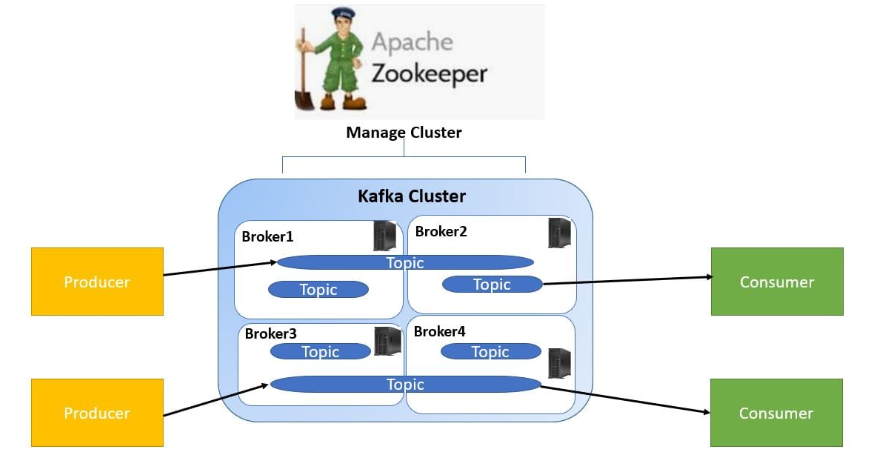 Apache
Zookeeper
Manage Cluster
Kafka Cluster
Broker1
Broker2
Topic
Producer
Topic
Topic
Consumer
Broker3
Broker4
Topic
Topic
Topic
Producer
Consumer